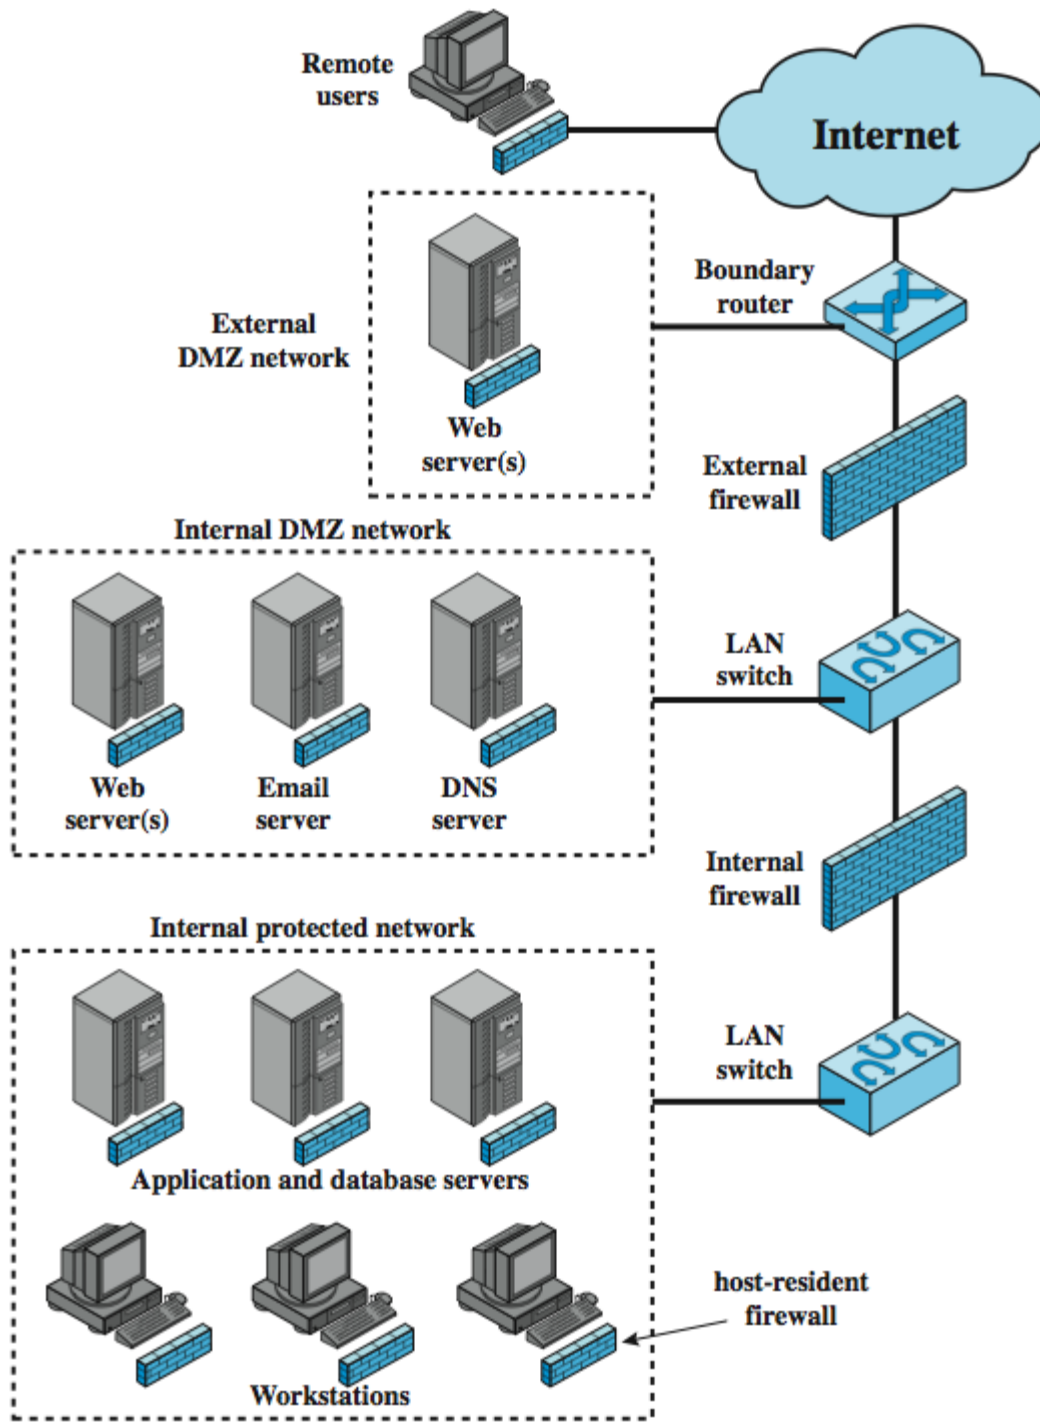 Remote
users
Internet
Boundary
router
External
DMZ network
Web
server(s)
External
firewall
Internal DMZ network
LAN
switch
Web
server(s)
Email
server
DNS
server
Internal
firewall
Internal protected network
LAN
switch
Application and database servers
host-resident
firewall
Workstations